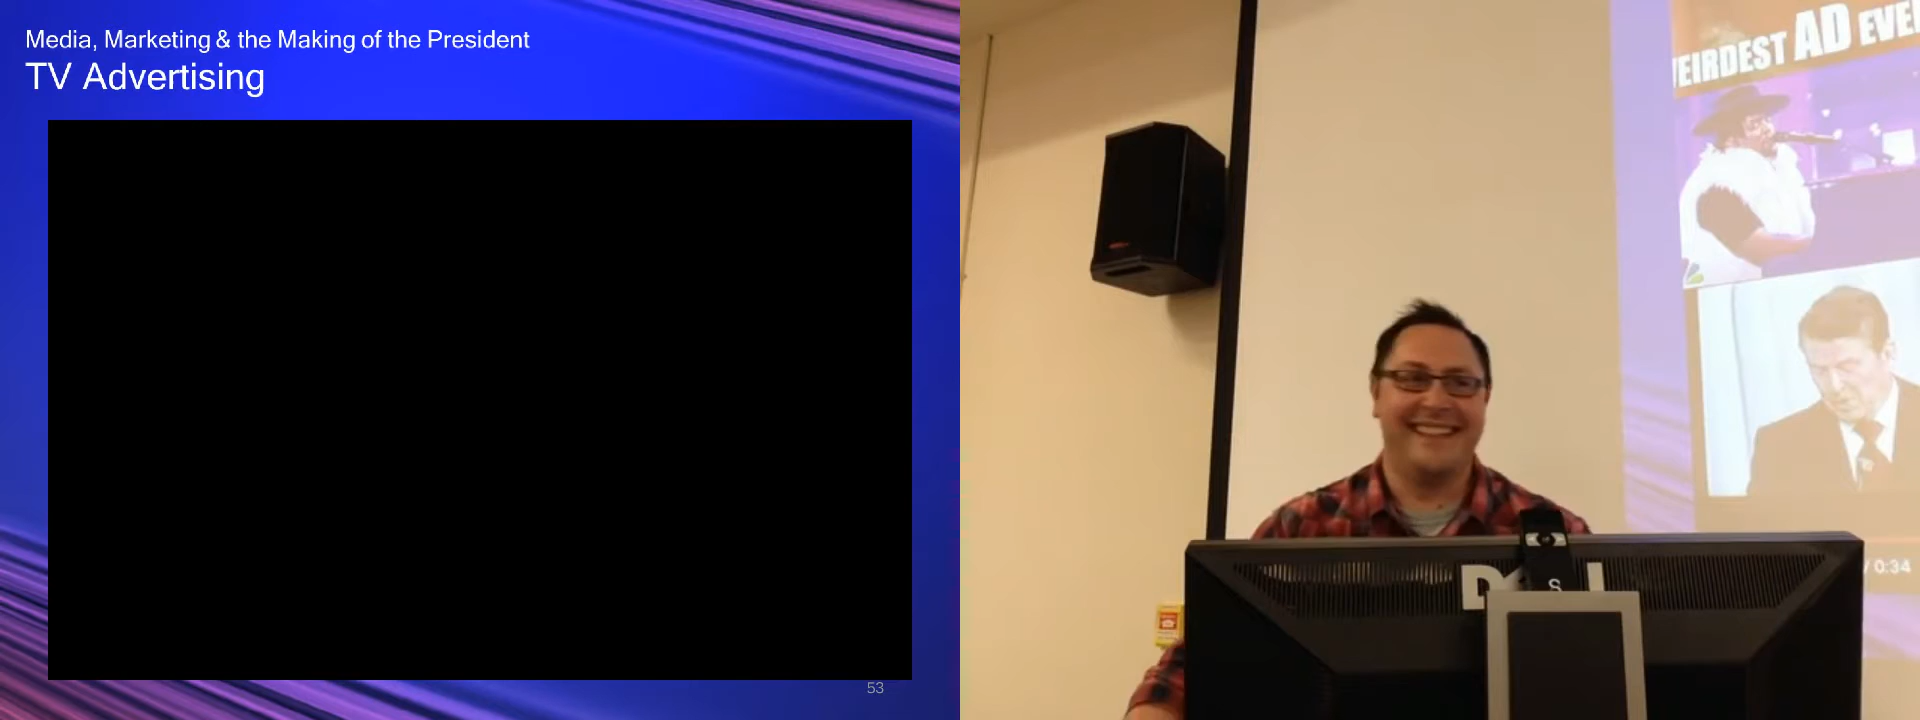 Media, Marketing & the Making of the President
TV Advertising
53
EIRDEST AD EVE
/ 0:34
S